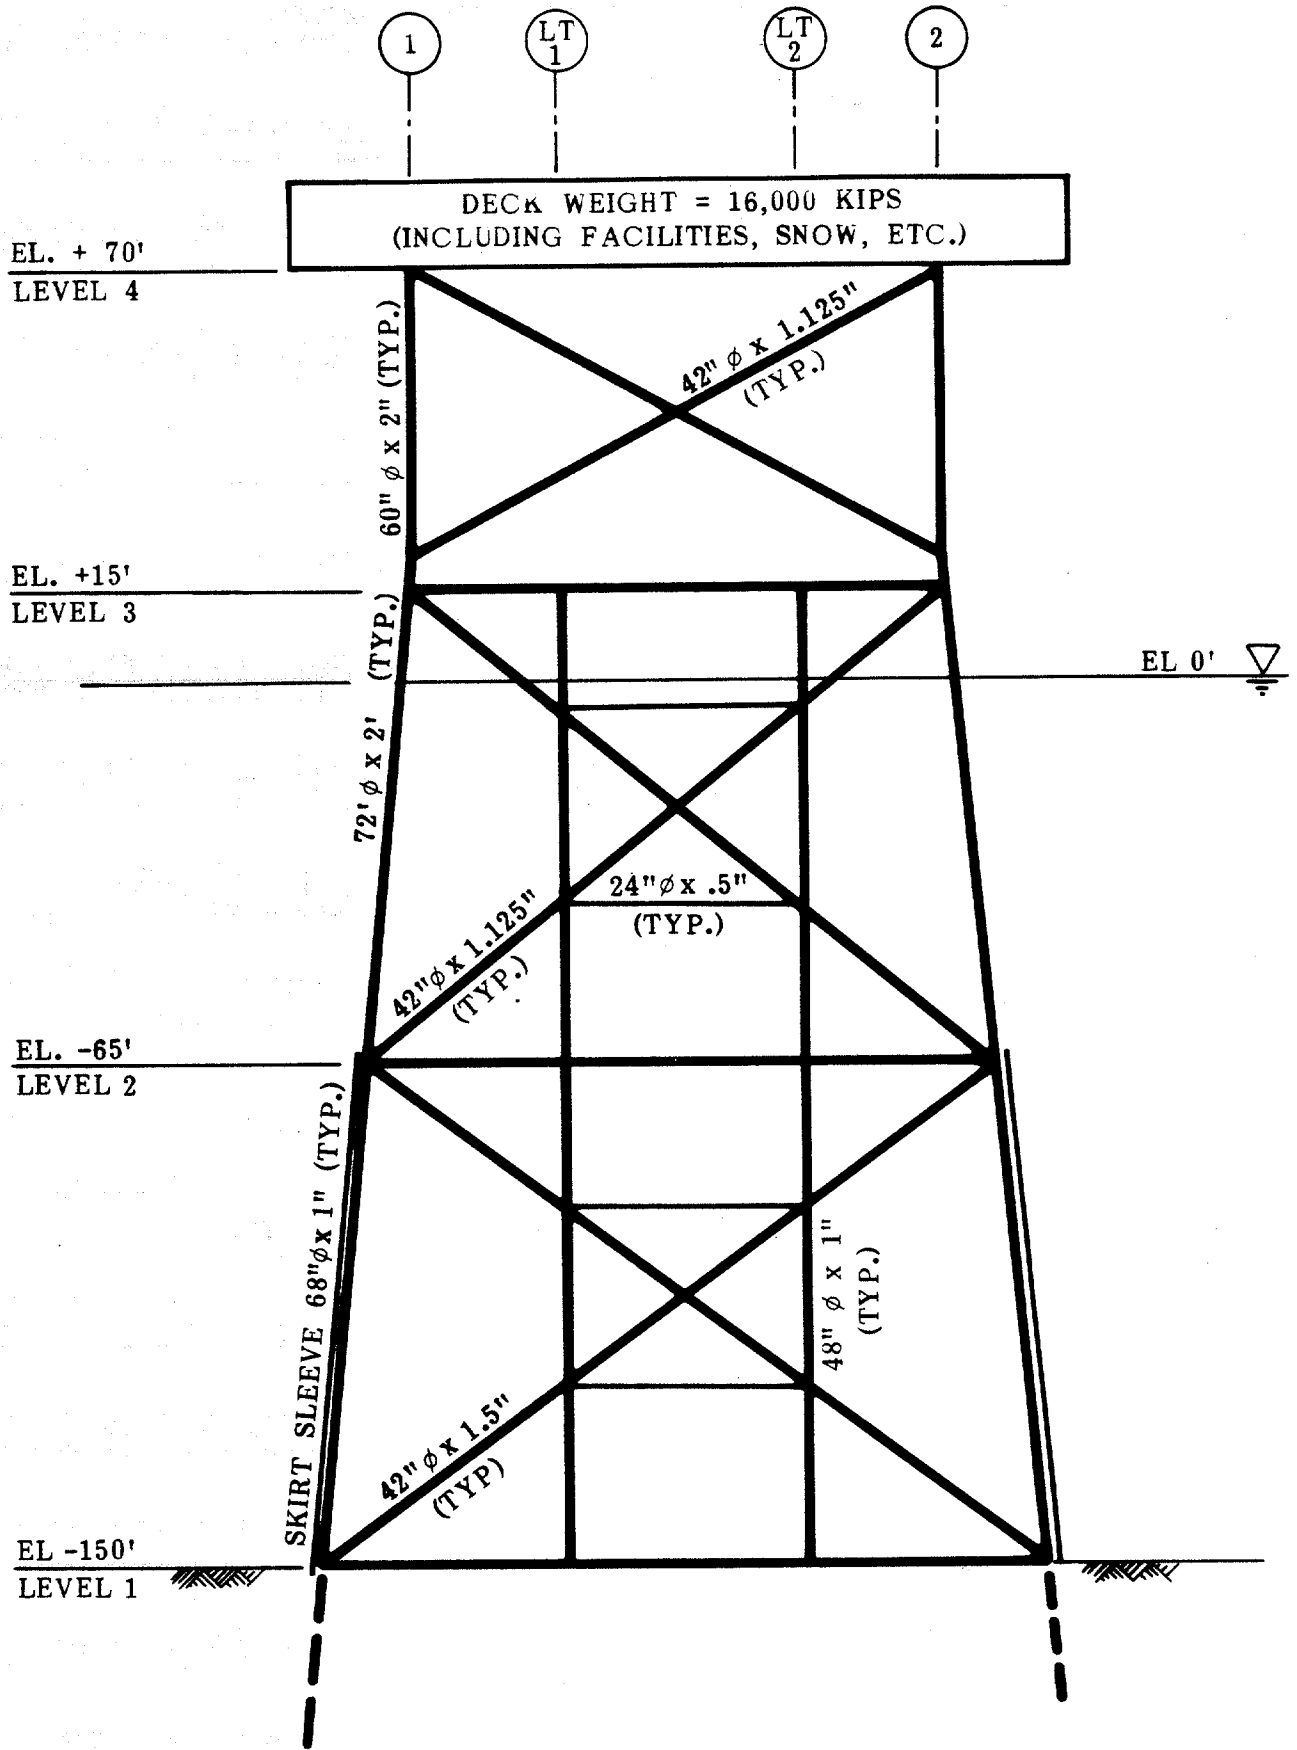 1
LT
1
LT
2
2
DECK WEIGHT = 16,000 KIPS
(INCLUDING FACILITIES, SNOW, ETC.)
EL. + 70'
LEVEL 4
60" φ x 2" (TYP.)
42" φ x 1.125"
(TYP.)
EL. +15'
LEVEL 3
EL 0'
72' φ x 2' (TYP.)
24"φ x .5"
(TYP.)
42"φ x 1.125"
(TYP.)
EL. -65'
LEVEL 2
SKIRT SLEEVE 68"φx 1" (TYP.)
48" φ x 1"
(TYP.)
42" φ x 1.5"
(TYP)
EL -150'
LEVEL 1